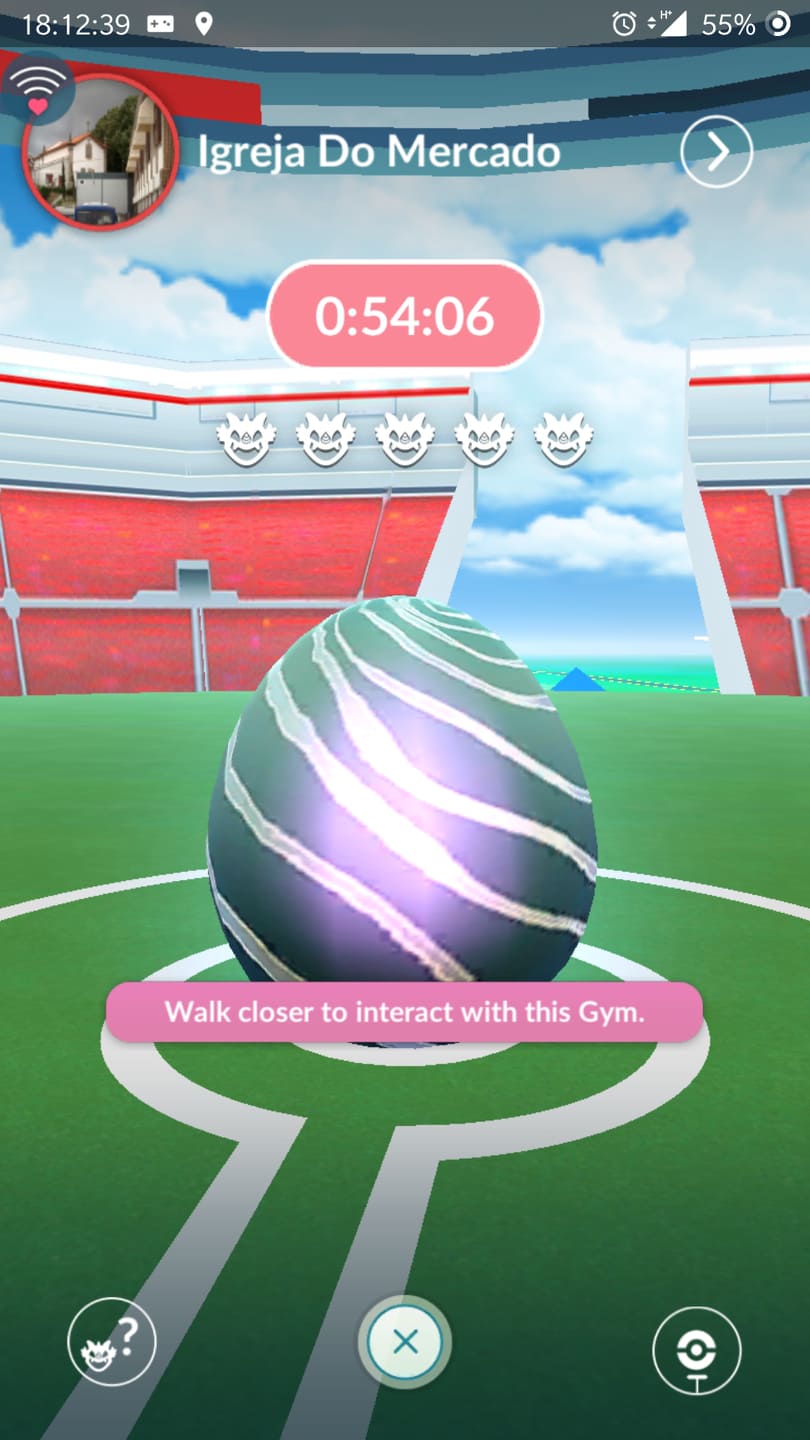 18:12:39
H+
55%
Igreja Do Mercado
0:54:06
Walk closer to interact with this Gym.
?